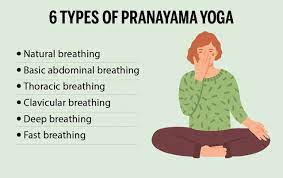 6 TYPES OF PRANAYAMA YOGA
• Natural breathing
• Basic abdominal breathing
• Thoracic breathing
• Clavicular breathing
• Deep breathing
• Fast breathing